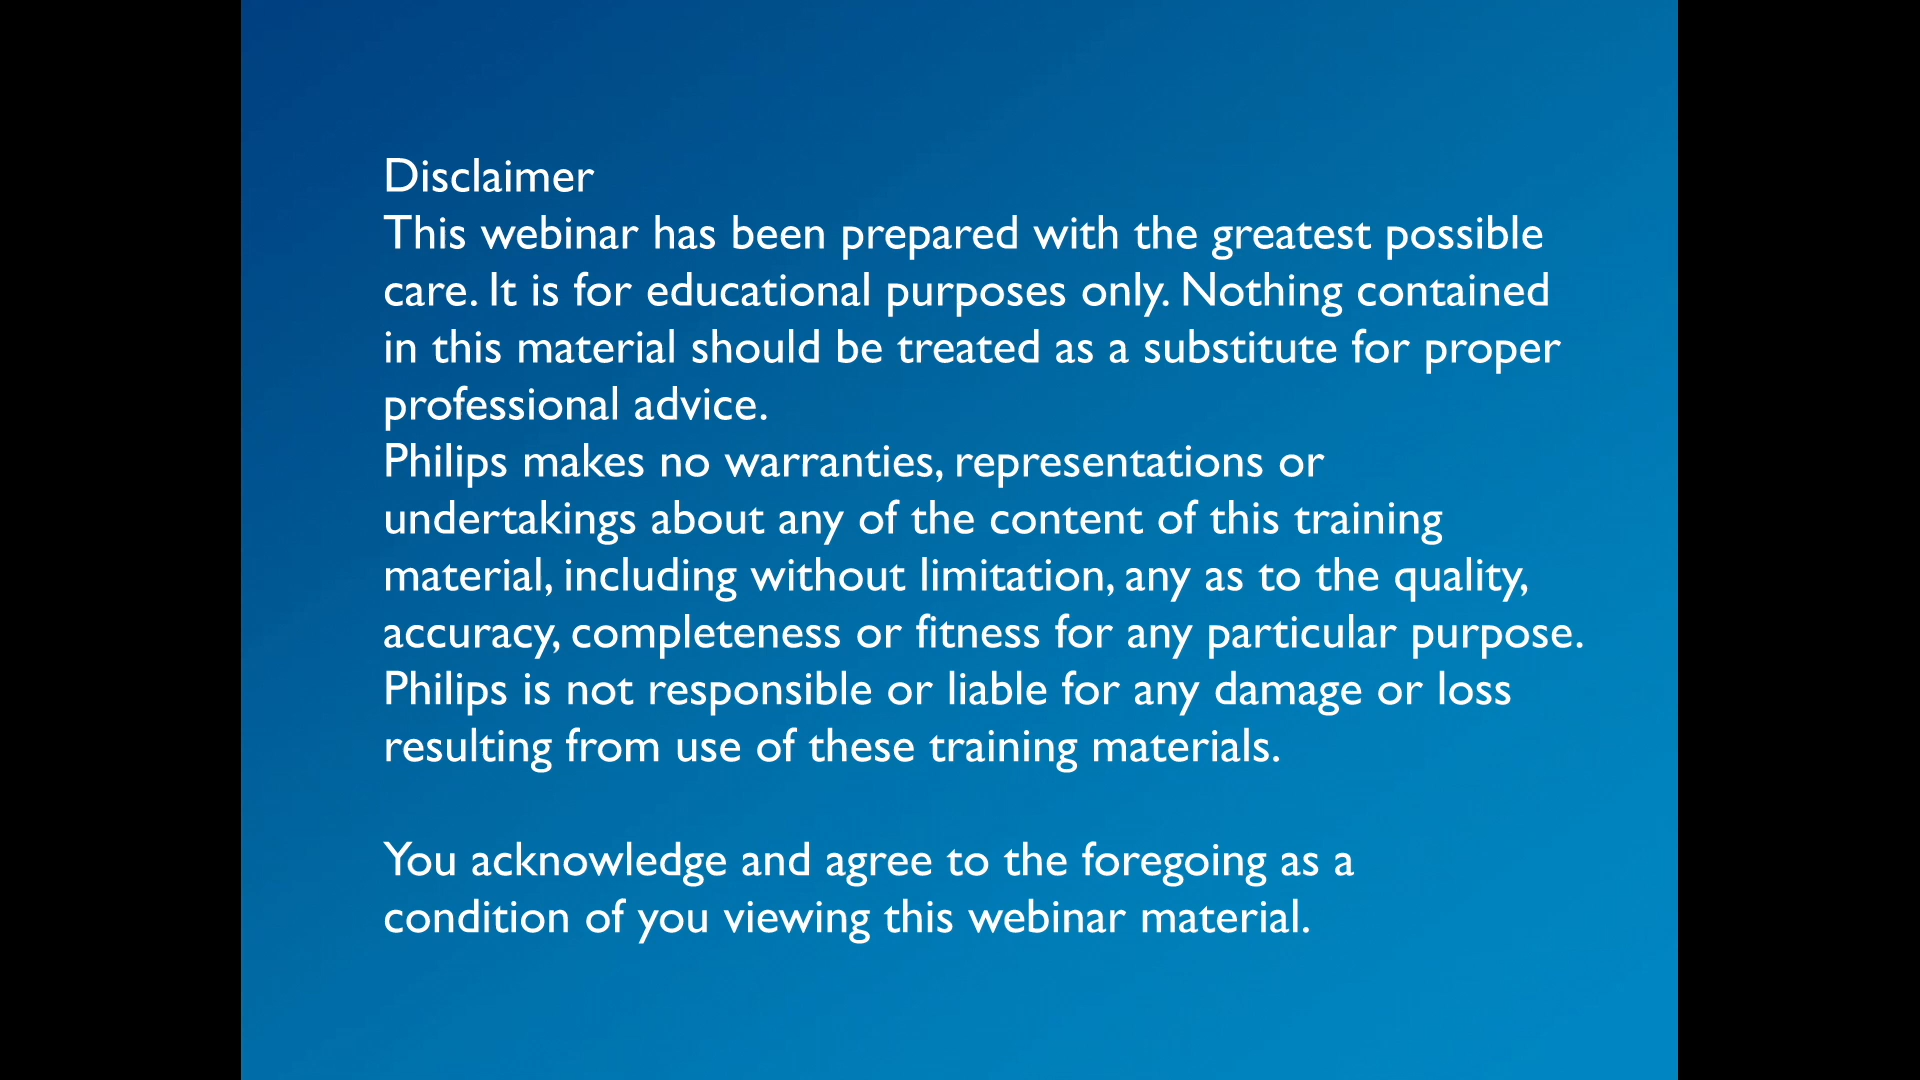 Disclaimer
This webinar has been prepared with the greatest possible
care. It is for educational purposes only. Nothing contained
in this material should be treated as a substitute for proper
professional advice.
Philips makes no warranties, representations or
undertakings about any of the content of this training
material, including without limitation, any as to the quality,
accuracy, completeness or fitness for any particular purpose.
Philips is not responsible or liable for any damage or loss
resulting from use of these training materials.
You acknowledge and agree to the foregoing as a
condition of you viewing this webinar material.